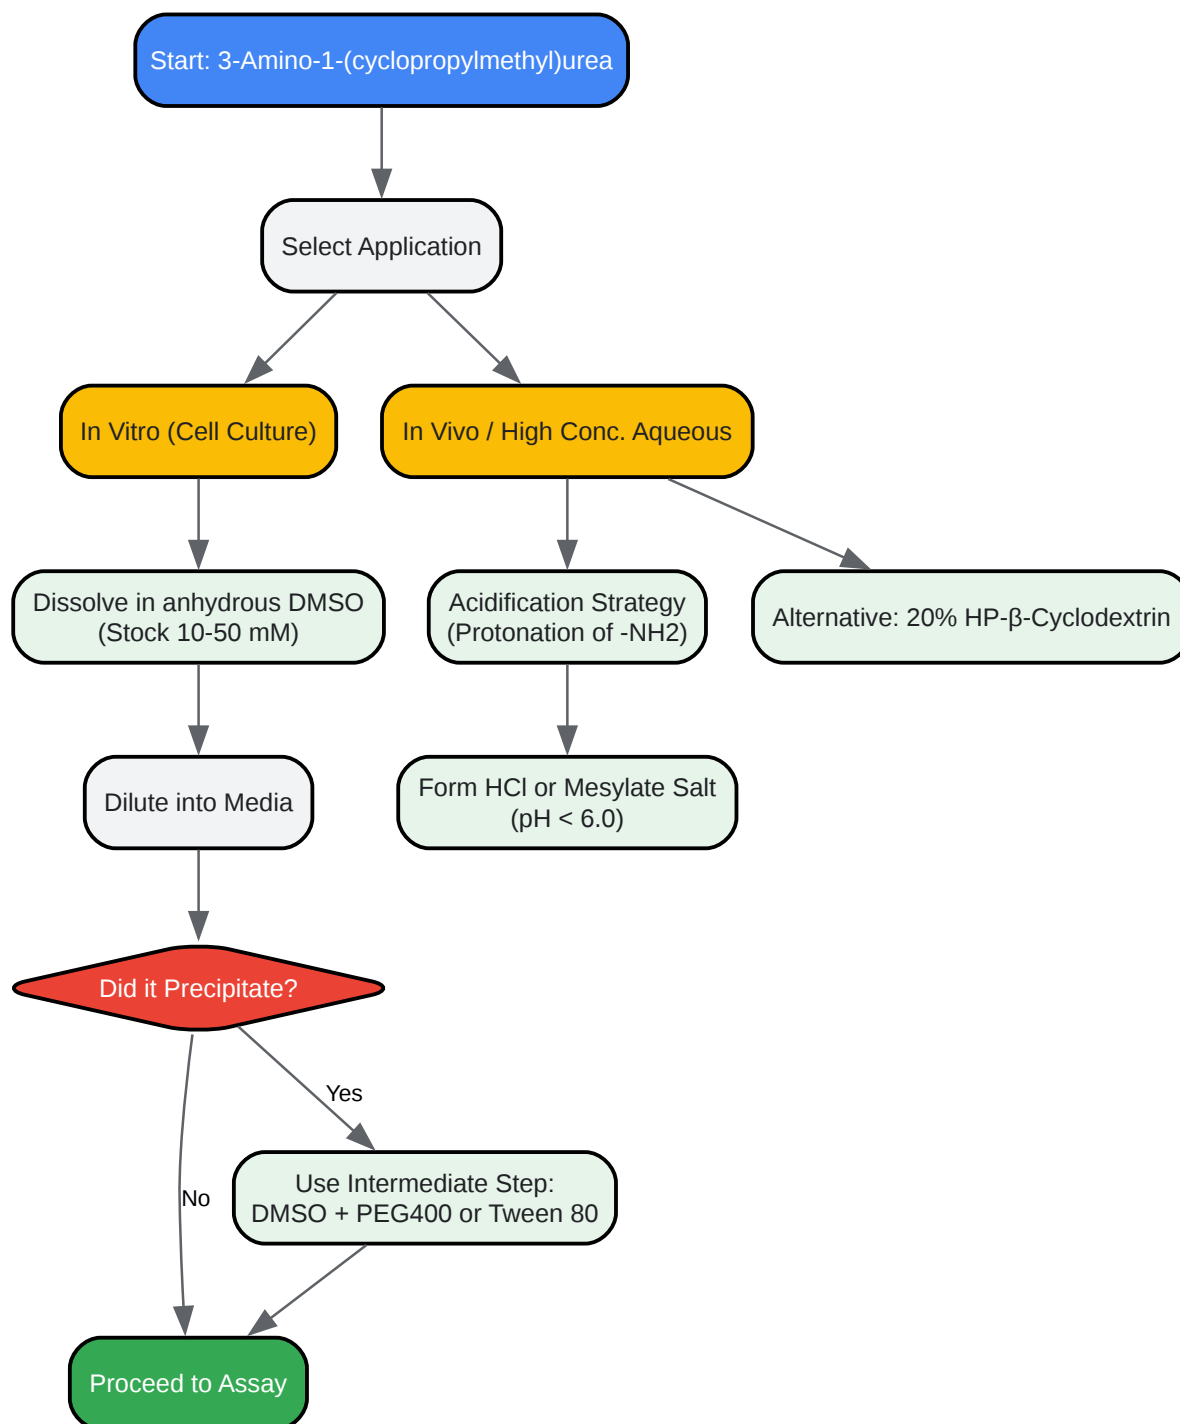 Start: 3-Amino-1-(cyclopropylmethyl)urea
Select Application
In Vitro (Cell Culture)
In Vivo / High Conc. Aqueous
Dissolve in anhydrous DMSO
(Stock 10-50 mM)
Acidification Strategy
(Protonation of -NH2)
Alternative: 20% HP-β-Cyclodextrin
Dilute into Media
Form HCl or Mesylate Salt
(pH < 6.0)
Did it Precipitate?
Yes
No
Use Intermediate Step:
DMSO + PEG400 or Tween 80
Proceed to Assay